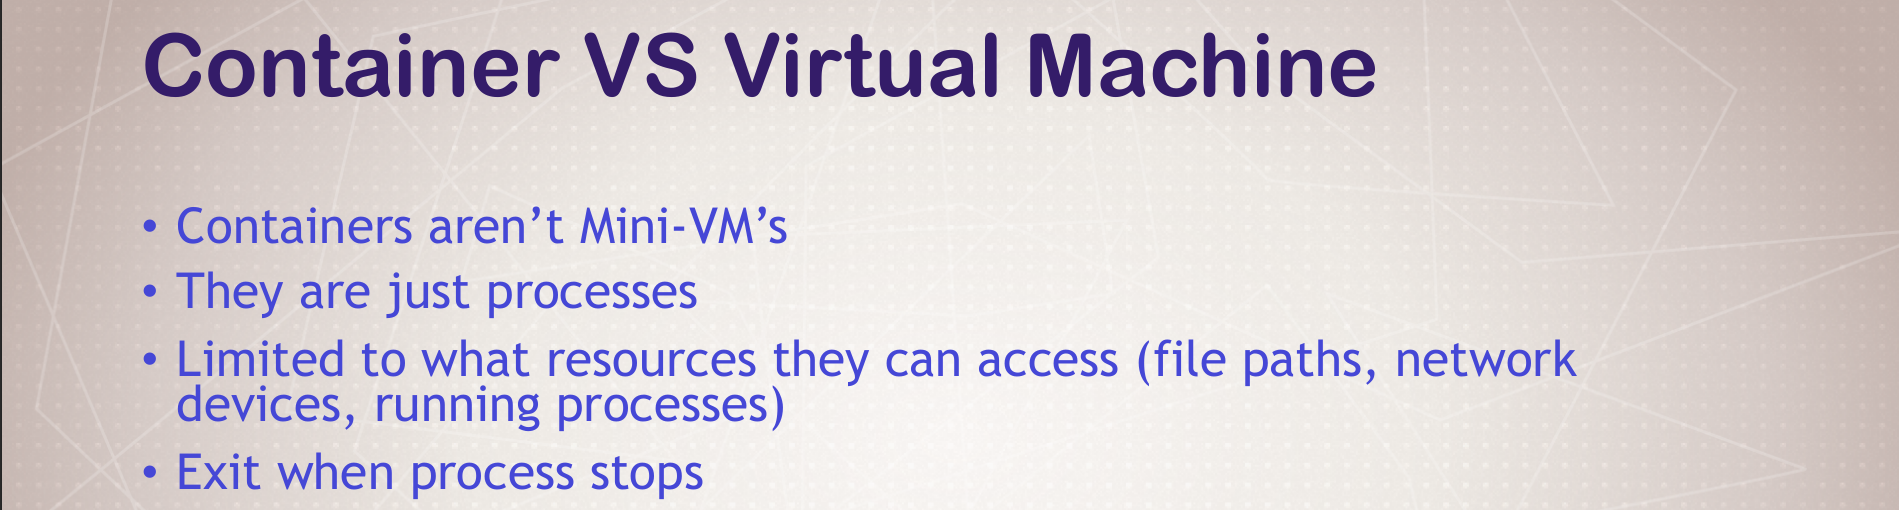 Container VS Virtual Machine
• Containers aren’t Mini-VM’s
• They are just processes
• Limited to what resources they can access (file paths, network
devices, running processes)
• Exit when process stops